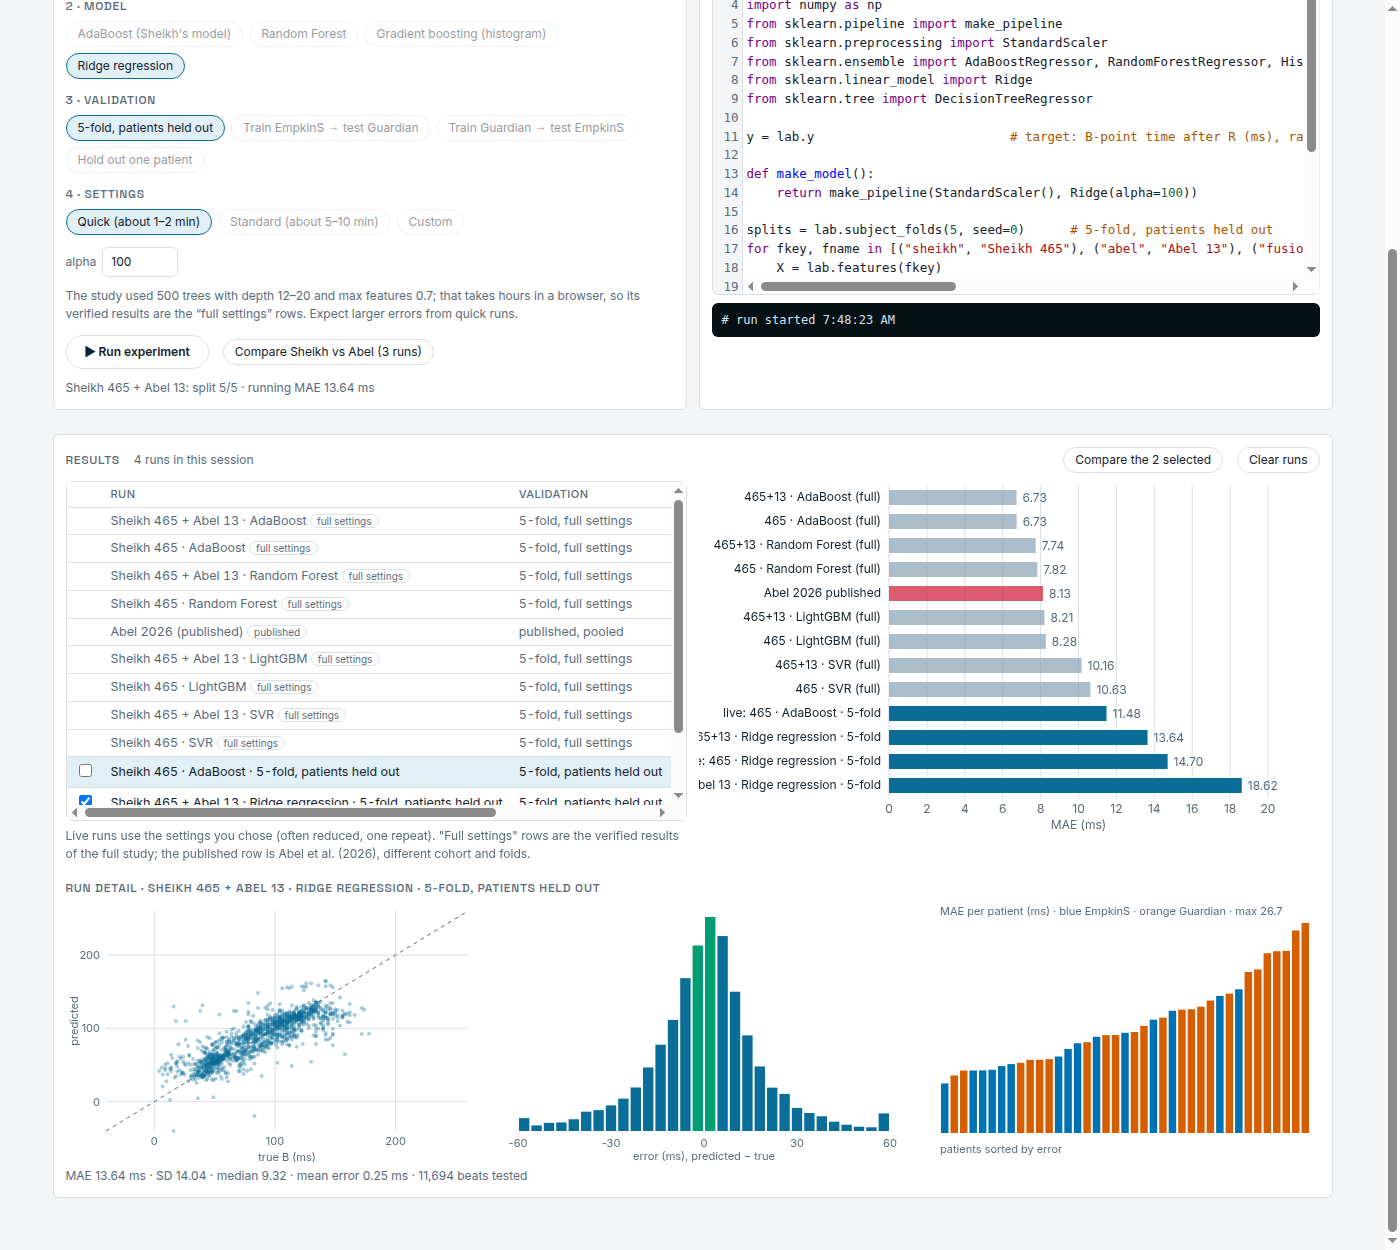 2 · MODEL
AdaBoost (Sheikh's model)
Random Forest
Gradient boosting (histogram)
Ridge regression
3 · VALIDATION
5-fold, patients held out
Train EmpkinS → test Guardian
Train Guardian → test EmpkinS
Hold out one patient
4 · SETTINGS
Quick (about 1–2 min)
Standard (about 5–10 min)
Custom
alpha 100
The study used 500 trees with depth 12–20 and max features 0.7; that takes hours in a browser, so its
verified results are the “full settings” rows. Expect larger errors from quick runs.
▶ Run experiment
Compare Sheikh vs Abel (3 runs)
Sheikh 465 + Abel 13: split 5/5 · running MAE 13.64 ms
4 import numpy as np
5 from sklearn.pipeline import make_pipeline
6 from sklearn.preprocessing import StandardScaler
7 from sklearn.ensemble import AdaBoostRegressor, RandomForestRegressor, His
8 from sklearn.linear_model import Ridge
9 from sklearn.tree import DecisionTreeRegressor
10
11 y = lab.y # target: B-point time after R (ms), ra
12
13 def make_model():
14 return make_pipeline(StandardScaler(), Ridge(alpha=100))
15
16 splits = lab.subject_folds(5, seed=0) # 5-fold, patients held out
17 for fkey, fname in [("sheikh", "Sheikh 465"), ("abel", "Abel 13"), ("fusio
18 X = lab.features(fkey)
19
# run started 7:48:23 AM
RESULTS 4 runs in this session
Compare the 2 selected
Clear runs
RUN VALIDATION
Sheikh 465 + Abel 13 · AdaBoost full settings 5-fold, full settings
Sheikh 465 · AdaBoost full settings 5-fold, full settings
Sheikh 465 + Abel 13 · Random Forest full settings 5-fold, full settings
Sheikh 465 · Random Forest full settings 5-fold, full settings
Abel 2026 (published) published published, pooled
Sheikh 465 + Abel 13 · LightGBM full settings 5-fold, full settings
Sheikh 465 · LightGBM full settings 5-fold, full settings
Sheikh 465 + Abel 13 · SVR full settings 5-fold, full settings
Sheikh 465 · SVR full settings 5-fold, full settings
Sheikh 465 · AdaBoost · 5-fold, patients held out 5-fold, patients held out
Sheikh 465 + Abel 13 · Ridge regression · 5-fold, patients held out 5-fold, patients held out
465+13 · AdaBoost (full) 6.73
465 · AdaBoost (full) 6.73
465+13 · Random Forest (full) 7.74
465 · Random Forest (full) 7.82
Abel 2026 published 8.13
465+13 · LightGBM (full) 8.21
465 · LightGBM (full) 8.28
465+13 · SVR (full) 10.16
465 · SVR (full) 10.63
live: 465 · AdaBoost · 5-fold 11.48
65+13 · Ridge regression · 5-fold 13.64
e: 465 · Ridge regression · 5-fold 14.70
bel 13 · Ridge regression · 5-fold 18.62
0 2 4 6 8 10 12 14 16 18 20
MAE (ms)
Live runs use the settings you chose (often reduced, one repeat). "Full settings" rows are the verified results
of the full study; the published row is Abel et al. (2026), different cohort and folds.
RUN DETAIL · SHEIKH 465 + ABEL 13 · RIDGE REGRESSION · 5-FOLD, PATIENTS HELD OUT
200
100
0
predicted
0 100 200
true B (ms)
-60 -30 0 30 60
error (ms), predicted − true
MAE per patient (ms) · blue EmpkinS · orange Guardian · max 26.7
patients sorted by error
MAE 13.64 ms · SD 14.04 · median 9.32 · mean error 0.25 ms · 11,694 beats tested